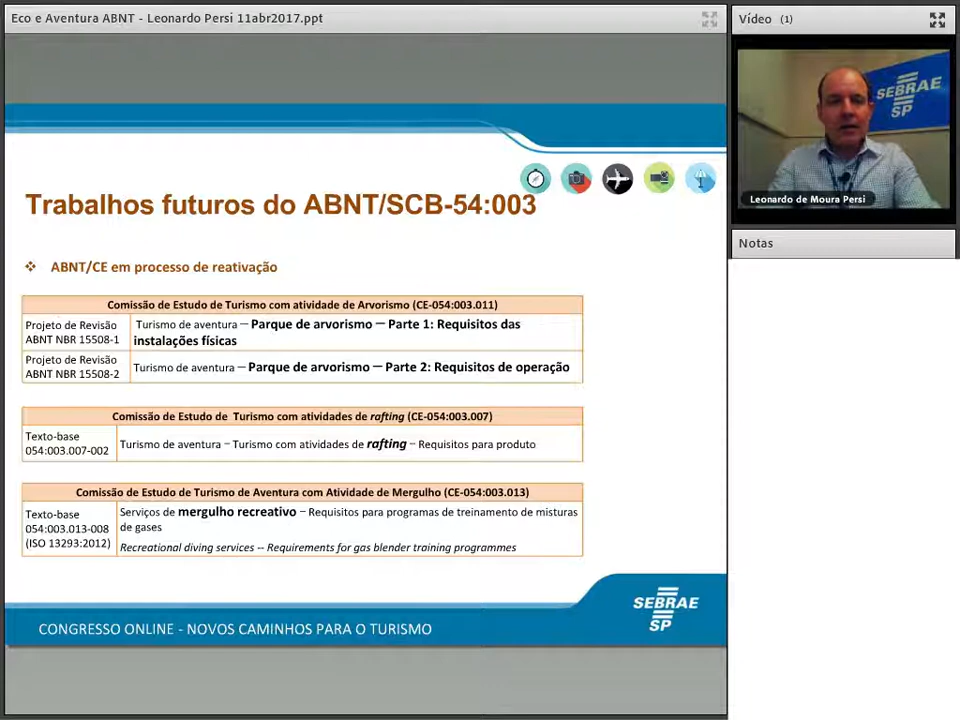 Eco e Aventura ABNT - Leonardo Persi 11abr2017.ppt
Vídeo (1)
SEBRAE
SP
Leonardo de Moura Persi
Notas
Trabalhos futuros do ABNT/SCB-54:003
❖ ABNT/CE em processo de reativação
Comissão de Estudo de Turismo com atividade de Arvorismo (CE-054:003.011)
Projeto de Revisão
ABNT NBR 15508-1
Turismo de aventura — Parque de arvorismo — Parte 1: Requisitos das
instalações físicas
Projeto de Revisão
ABNT NBR 15508-2
Turismo de aventura — Parque de arvorismo — Parte 2: Requisitos de operação
Comissão de Estudo de Turismo com atividades de rafting (CE-054:003.007)
Texto-base
054:003.007-002
Turismo de aventura – Turismo com atividades de rafting – Requisitos para produto
Comissão de Estudo de Turismo de Aventura com Atividade de Mergulho (CE-054:003.013)
Texto-base
054:003.013-008
(ISO 13293:2012)
Serviços de mergulho recreativo – Requisitos para programas de treinamento de misturas
de gases
Recreational diving services -- Requirements for gas blender training programmes
SEBRAE
SP
CONGRESSO ONLINE - NOVOS CAMINHOS PARA O TURISMO